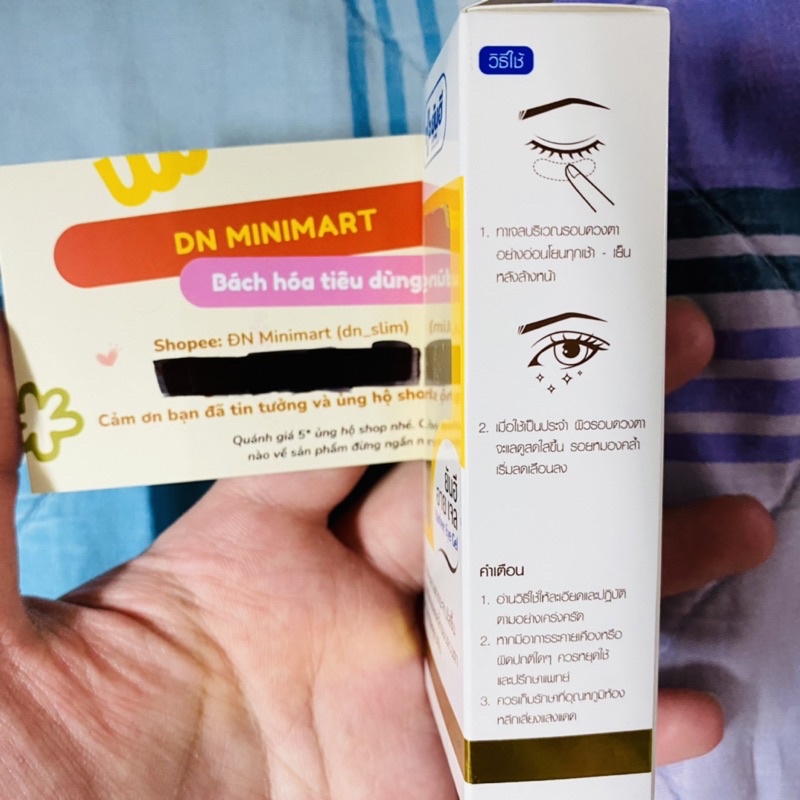 DN MINIMART
Bách hóa tiêu dùng
Shopee: ĐN Minimart (dn_slim)
Cảm ơn bạn đã tin tưởng và ủng hộ
Quánh giá 5* ủng hộ shop nhé.
nào về sản phẩm đừng ngần
วิธีใช้
1. ทาเจลบริเวณรอบดวงตา
อย่างอ่อนโยนทุกเช้า - เย็น
หลังล้างหน้า
2. เมื่อใช้เป็นประจำ ผิวรอบดวงตา
จะแลดูสดใสขึ้น รอยหมองคล้ำ
เริ่มลดเลือนลง
คำเตือน
1. อ่านวิธีใช้ให้ละเอียดและปฏิบัติ
ตามอย่างเคร่งครัด
2. หากมีอาการระคายเคืองหรือ
ผิดปกติใดๆ ควรหยุดใช้
และปรึกษาแพทย์
3. ควรเก็บรักษาที่อุณหภูมิห้อง
หลีกเลี่ยงแสงแดด
ยันฮี
อาย เจล
Eye Gel